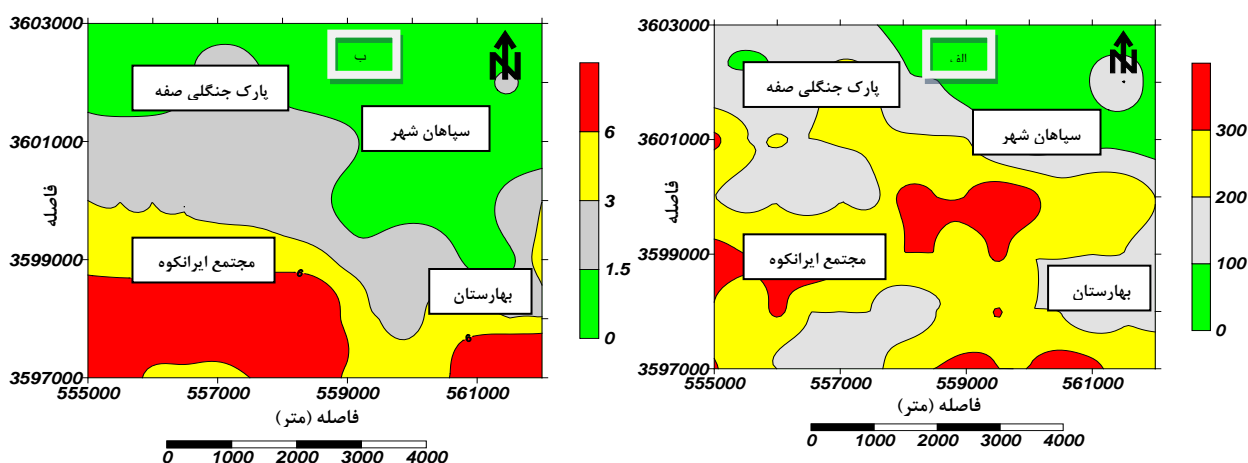 3603000
3601000
3599000
3597000
555000
557000
559000
561000
فاصله
فاصله (متر)
ب
N
پارک جنگلی صفه
سپاهان شهر
مجتمع ایرانکوه
بهارستان
6
6
6
3
1.5
0
0
1000
2000
3000
4000
3603000
3601000
3599000
3597000
555000
557000
559000
561000
فاصله
فاصله (متر)
الف
N
پارک جنگلی صفه
سپاهان شهر
مجتمع ایرانکوه
بهارستان
300
200
100
0
0
1000
2000
3000
4000